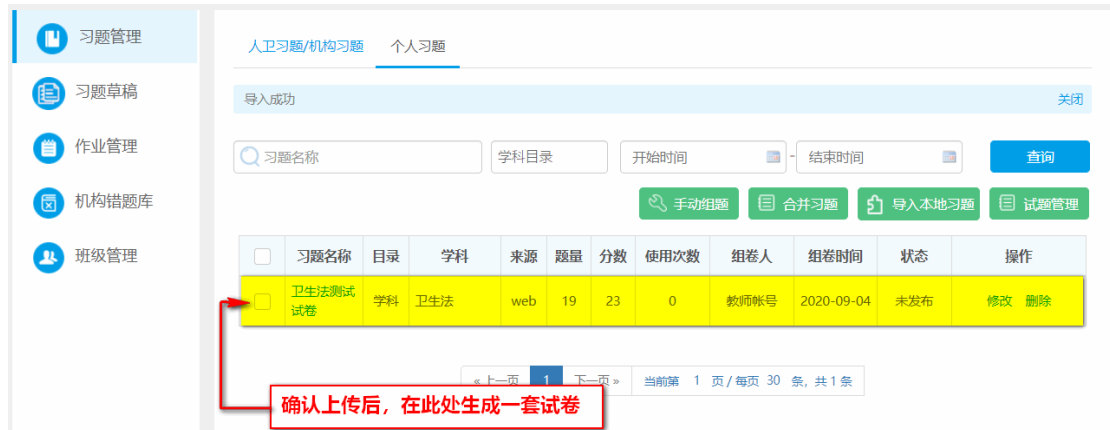 习题管理
习题草稿
作业管理
机构错题库
班级管理
人卫习题/机构习题 个人习题
导入成功 关闭
习题名称 学科目录 开始时间 - 结束时间 查询
手动组题 合并习题 导入本地习题 试题管理
习题名称 目录 学科 来源 题量 分数 使用次数 组卷人 组卷时间 状态 操作
卫生法测试
试卷 学科 卫生法 web 19 23 0 教师帐号 2020-09-04 未发布 修改 删除
« 上一页 1 下一页 » 当前第 1 页 / 每页 30 条, 共 1 条
确认上传后，在此处生成一套试卷